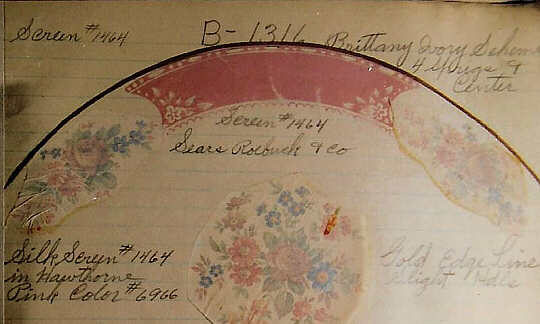 Screen #1464
B-1316
Brittany Ivory Scheme
4 sprigs &
Center
Screen #1464
Sears Roebuck & Co
Silk Screen #1464
in Hawthorne
Pink Color #6966
Gold Edge Line